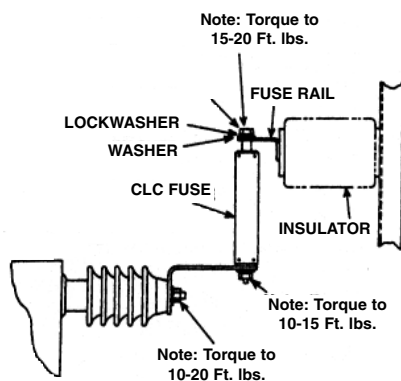 Note: Torque to
15-20 Ft. lbs.
FUSE RAIL
LOCKWASHER
WASHER
CLC FUSE
INSULATOR
Note: Torque to
10-15 Ft. lbs.
Note: Torque to
10-20 Ft. lbs.